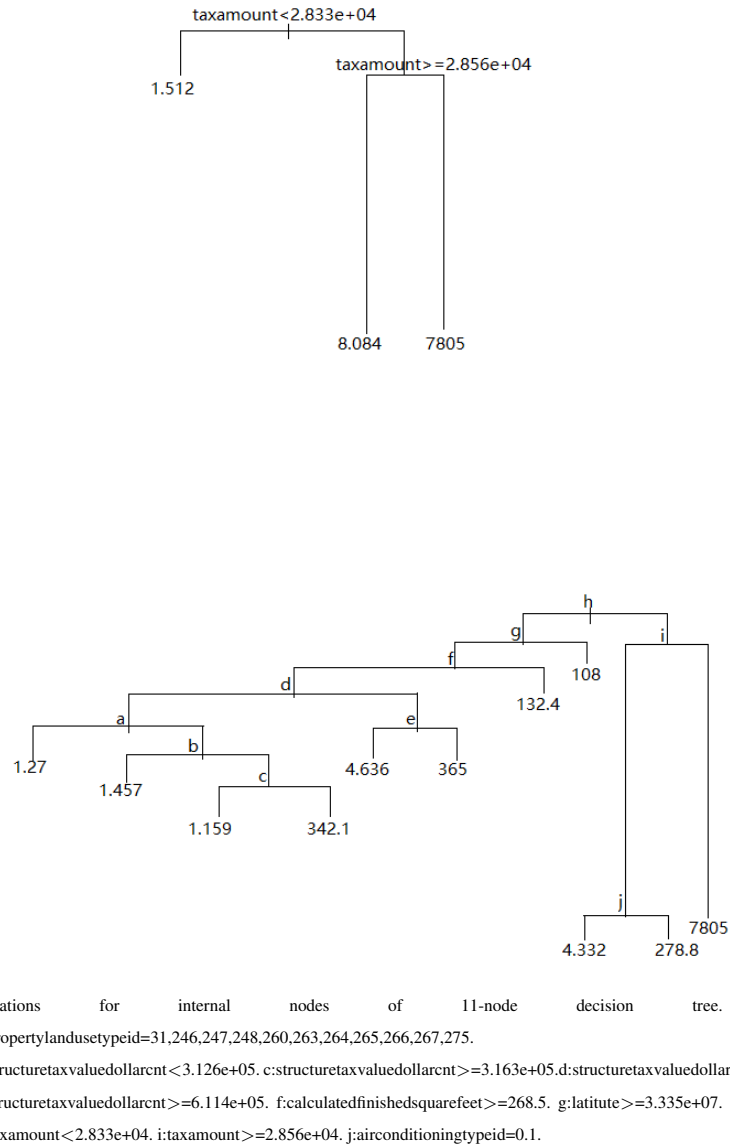 taxamount<2.833e+04
taxamount>=2.856e+04
1.512
8.084 7805
h
g i
f
108
d
132.4
a e
b
1.27 4.636 365
c
1.457
1.159 342.1
j
7805
4.332 278.8
ations for internal nodes of 11-node decision tree.
opertylandusetypeid=31,246,247,248,260,263,264,265,266,267,275.
ructuretaxvaluedollarcnt<3.126e+05. c:structuretaxvaluedollarcnt>=3.163e+05.d:structuretaxvaluedollar
ructuretaxvaluedollarcnt>=6.114e+05. f:calculatedfinishedsquarefeet>=268.5. g:latitute>=3.335e+07.
xamount<2.833e+04. i:taxamount>=2.856e+04. j:airconditioningtypeid=0.1.